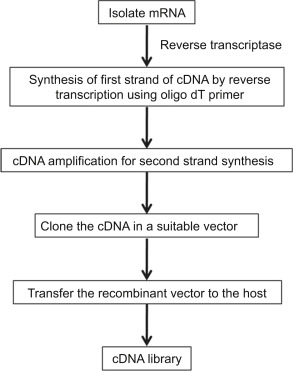 Isolate mRNA
Reverse transcriptase
Synthesis of first strand of cDNA by reverse
transcription using oligo dT primer
cDNA amplification for second strand synthesis
Clone the cDNA in a suitable vector
Transfer the recombinant vector to the host
cDNA library